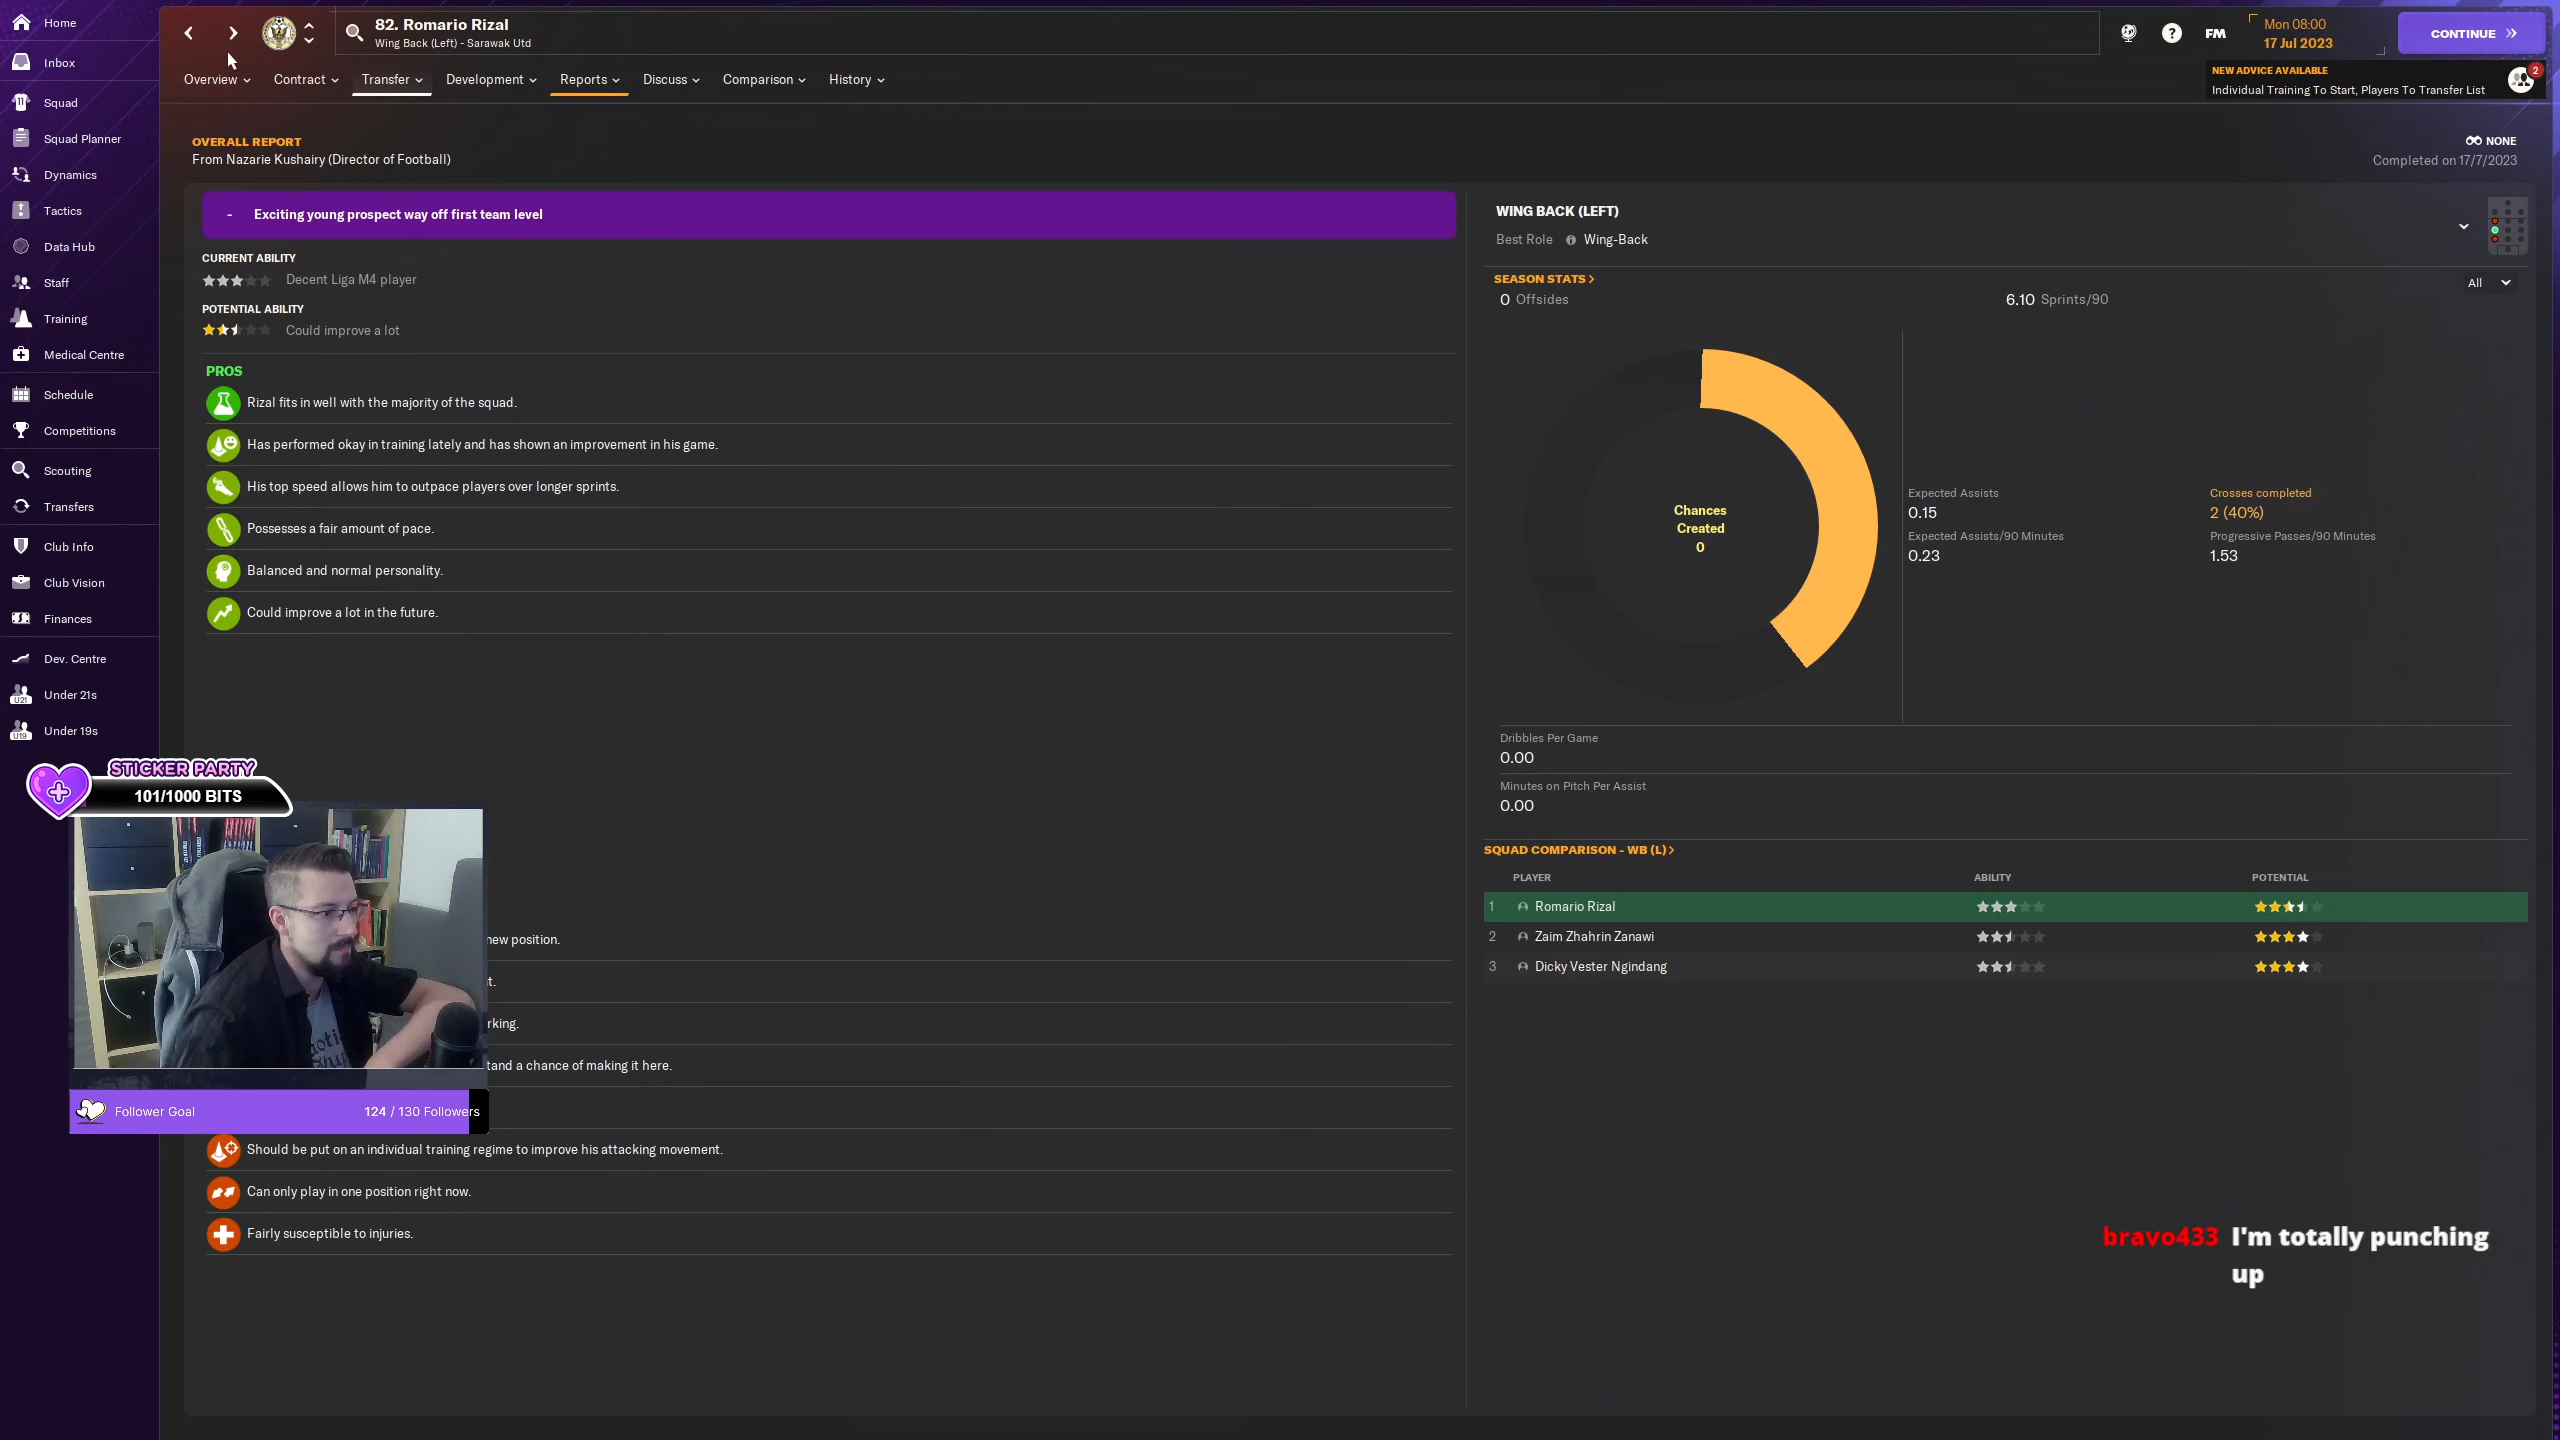 Home
Inbox
Squad
Squad Planner
Dynamics
Tactics
Data Hub
Staff
Training
Medical Centre
Schedule
Competitions
Scouting
Transfers
Club Info
Club Vision
Finances
Dev. Centre
Under 21s
Under 19s
82. Romario Rizal
Wing Back (Left) - Sarawak Utd
FM
Mon 08:00
17 Jul 2023
CONTINUE
Overview
Contract
Transfer
Development
Reports
Discuss
Comparison
History
NEW ADVICE AVAILABLE
2
Individual Training To Start, Players To Transfer List
OVERALL REPORT
From Nazarie Kushairy (Director of Football)
NONE
Completed on 17/7/2023
- Exciting young prospect way off first team level
CURRENT ABILITY
Decent Liga M4 player
POTENTIAL ABILITY
Could improve a lot
PROS
Rizal fits in well with the majority of the squad.
Has performed okay in training lately and has shown an improvement in his game.
His top speed allows him to outpace players over longer sprints.
Possesses a fair amount of pace.
Balanced and normal personality.
Could improve a lot in the future.
new position.
t.
rking.
tand a chance of making it here.
Should be put on an individual training regime to improve his attacking movement.
Can only play in one position right now.
Fairly susceptible to injuries.
WING BACK (LEFT)
Best Role Wing-Back
SEASON STATS >
All
0 Offsides
6.10 Sprints/90
Chances
Created
0
Expected Assists
0.15
Expected Assists/90 Minutes
0.23
Crosses completed
2 (40%)
Progressive Passes/90 Minutes
1.53
Dribbles Per Game
0.00
Minutes on Pitch Per Assist
0.00
SQUAD COMPARISON - WB (L) >
PLAYER ABILITY POTENTIAL
1 Romario Rizal
2 Zaim Zhahrin Zanawi
3 Dicky Vester Ngindang
STICKER PARTY
101/1000 BITS
Follower Goal 124 / 130 Followers
bravo433 I'm totally punching
up